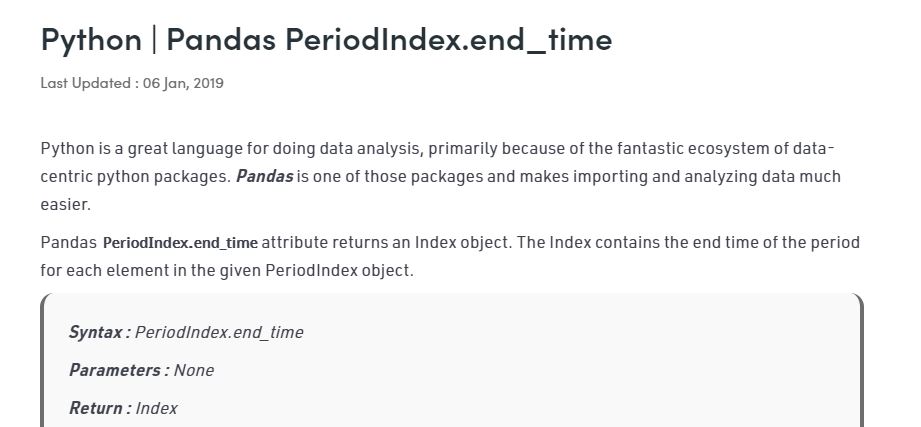 Python | Pandas PeriodIndex.end_time
Last Updated : 06 Jan, 2019
Python is a great language for doing data analysis, primarily because of the fantastic ecosystem of data-
centric python packages. Pandas is one of those packages and makes importing and analyzing data much
easier.
Pandas PeriodIndex.end_time attribute returns an Index object. The Index contains the end time of the period
for each element in the given PeriodIndex object.
Syntax : PeriodIndex.end_time
Parameters : None
Return : Index